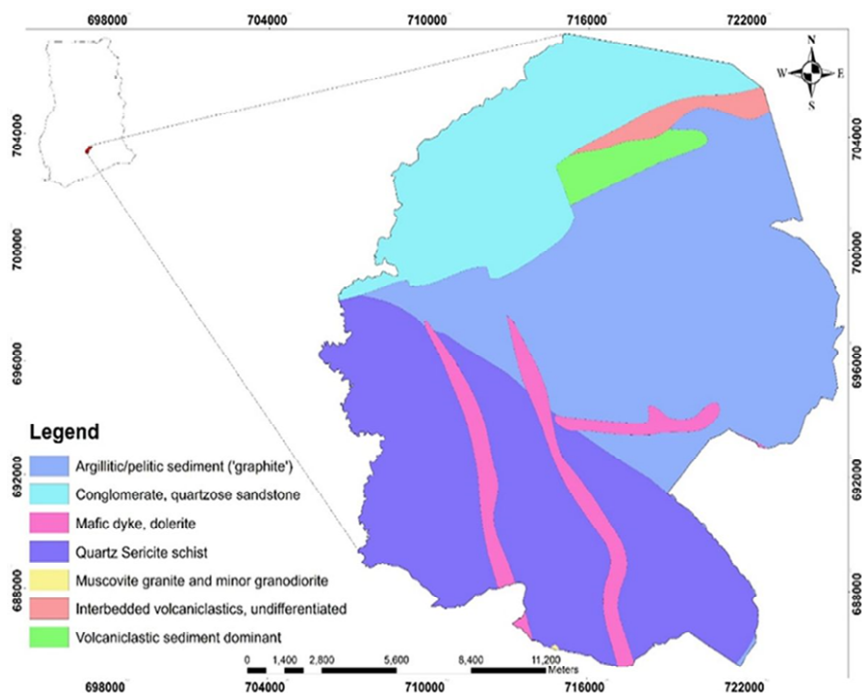 698000 704000 710000 716000 722000
N
W E
S
704000 704000
700000 700000
696000 696000
692000 692000
688000 688000
Legend
Argillitic/pelitic sediment ('graphite')
Conglomerate, quartzose sandstone
Mafic dyke, dolerite
Quartz Sericite schist
Muscovite granite and minor granodiorite
Interbedded volcaniclastics, undifferentiated
Volcaniclastic sediment dominant
0 1,400 2,800 5,600 8,400 11,200
Meters
698000 704000 710000 716000 722000